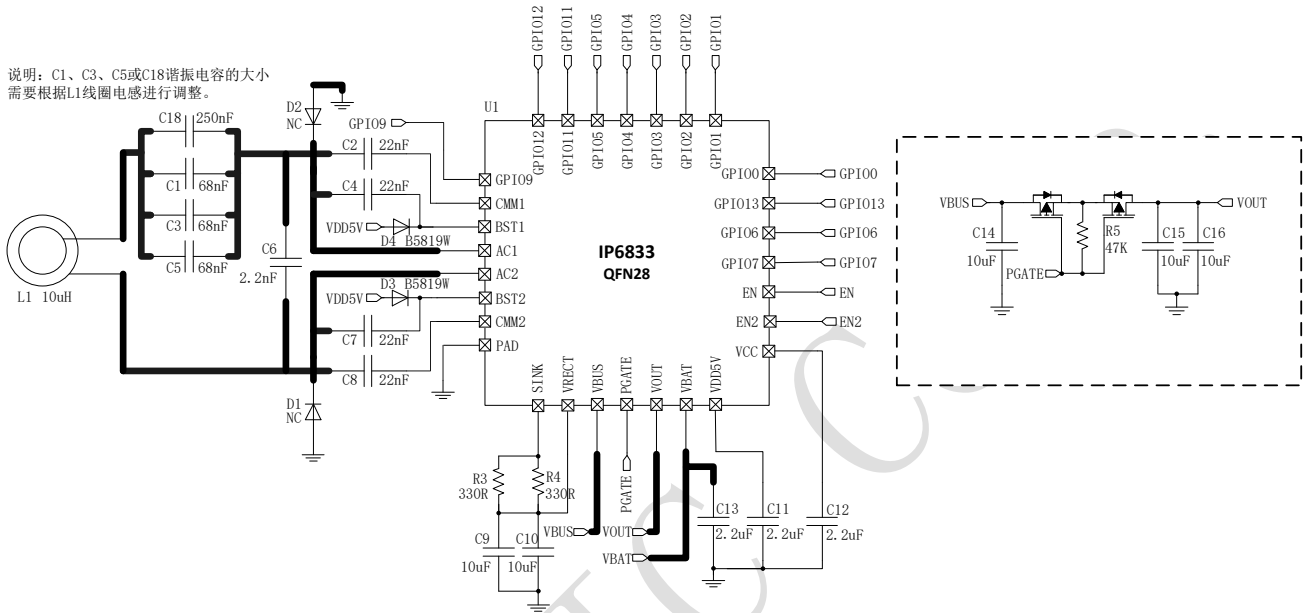 说明：C1、C3、C5或C18谐振电容的大小
需要根据L1线圈电感进行调整。
C18 250nF
C1 68nF
C3 68nF
C5 68nF
L1 10uH
C6
2.2nF
D2
NC
GPIO9
C2 22nF
C4 22nF
VDD5V
D4 B5819W
D3 B5819W
VDD5V
C7 22nF
C8 22nF
D1
NC
U1
GPIO12
GPIO11
GPIO5
GPIO4
GPIO3
GPIO2
GPIO1
GPIO12
GPIO11
GPIO5
GPIO4
GPIO3
GPIO2
GPIO1
GPIO9
CMM1
BST1
AC1
AC2
BST2
CMM2
PAD
IP6833
QFN28
GPIO0
GPIO13
GPIO6
GPIO7
EN
EN2
VCC
GPIO0
GPIO13
GPIO6
GPIO7
EN
EN2
SINK
VRECT
VBUS
PGATE
VOUT
VBAT
VDD5V
R3
330R
R4
330R
C9
10uF
C10
10uF
VBUS
PGATE
VOUT
VBAT
C13
2.2uF
C11
2.2uF
C12
2.2uF
VBUS
C14
10uF
PGATE
R5
47K
C15
10uF
C16
10uF
VOUT